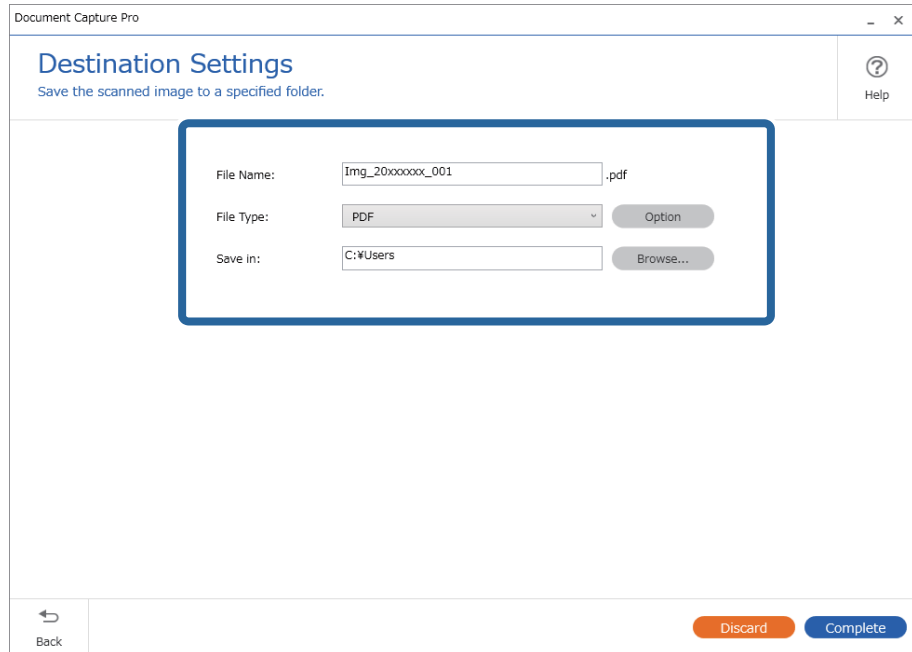 Document Capture Pro
Destination Settings
Save the scanned image to a specified folder.
Help
File Name: Img_20xxxxxx_001 .pdf
File Type: PDF Option
Save in: C:¥Users Browse...
Back
Discard Complete